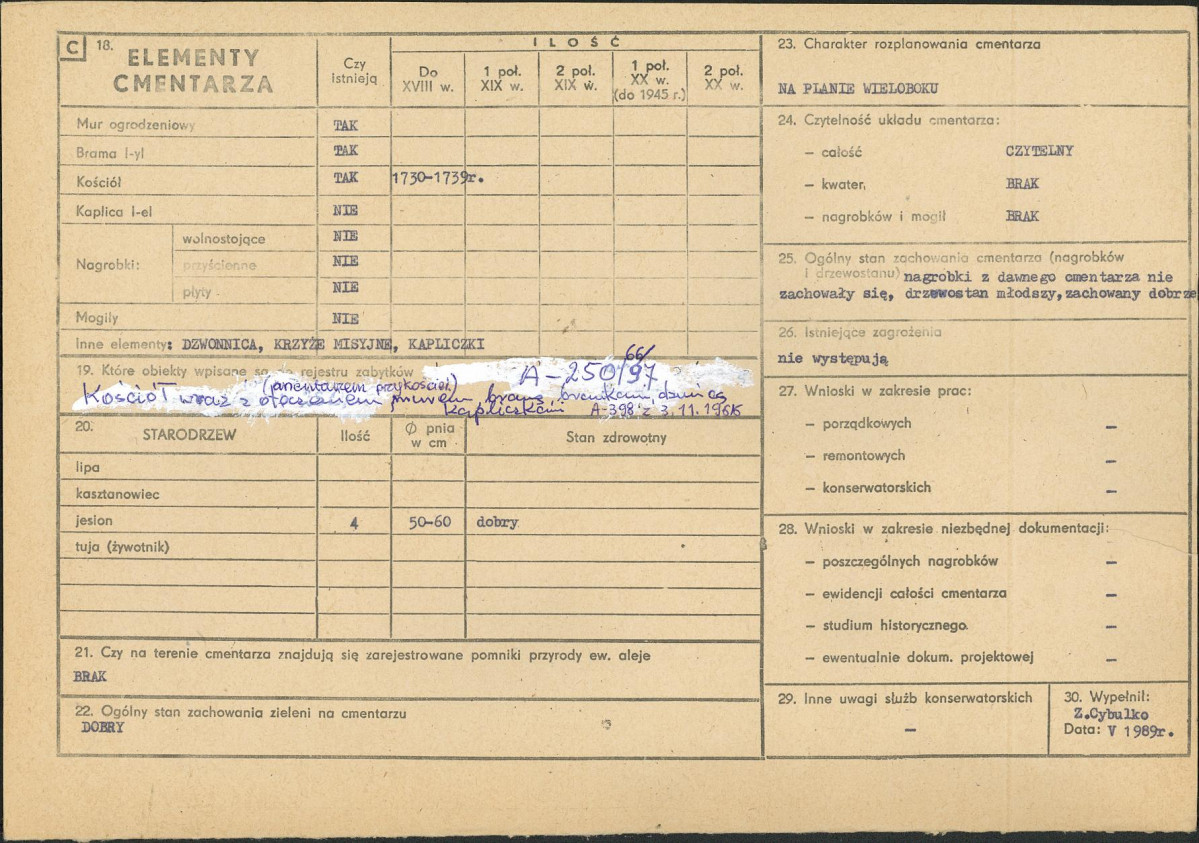 C 18. ELEMENTY CMENTARZA
Czy istnieją
ILOŚĆ
Do XVIII w.
1 poł. XIX w.
2 poł. XIX w.
1 poł. XX w. (do 1945 r.)
2 poł. XX w.
Mur ogrodzeniowy TAK
Brama I-yl TAK
Kościół TAK 1730-1739r.
Kaplica I-el NIE
Nagrobki:
wolnostojące NIE
przyścienne NIE
płyty NIE
Mogiły NIE
Inne elementy: DZWONNICA, KRZYŻE MISYJNE, KAPLICZKI
19. Które obiekty wpisane są do rejestru zabytków A-250/97
66/
(cmentarzem przykościel.)
Kościół wraz z otoczeniem, murem, bramą, bramkami, dzwonicą
kapliczkami A-398 z 3.11.1966
20. STARODRZEW
Ilość
Ø pnia w cm
Stan zdrowotny
lipa
kasztanowiec
jesion 4 50-60 dobry
tuja (żywotnik)
21. Czy na terenie cmentarza znajdują się zarejestrowane pomniki przyrody ew. aleje
BRAK
22. Ogólny stan zachowania zieleni na cmentarzu
DOBRY
23. Charakter rozplanowania cmentarza
NA PLANIE WIELOBOKU
24. Czytelność układu cmentarza:
— całość CZYTELNY
— kwater, BRAK
— nagrobków i mogił BRAK
25. Ogólny stan zachowania cmentarza (nagrobków
i drzewostanu) nagrobki z dawnego cmentarza nie
zachowały się, drzewostan młodszy, zachowany dobrze
26. Istniejące zagrożenia
nie występują
27. Wnioski w zakresie prac:
— porządkowych —
— remontowych —
— konserwatorskich —
28. Wnioski w zakresie niezbędnej dokumentacji:
— poszczególnych nagrobków —
— ewidencji całości cmentarza —
— studium historycznego. —
— ewentualnie dokum. projektowej —
29. Inne uwagi służb konserwatorskich
—
30. Wypełnił:
Z.Cybulko
Data: V 1989r.